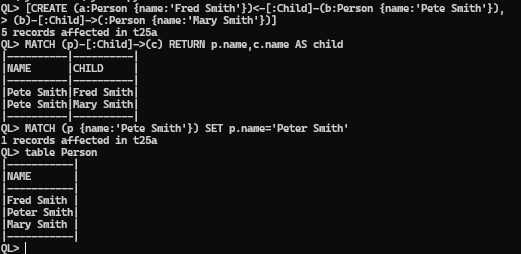 QL> [CREATE (a:Person {name:'Fred Smith'})<-[:Child]-(b:Person {name:'Pete Smith'}),
> (b)-[:Child]->(:Person {name:'Mary Smith'})]
5 records affected in t25a
QL> MATCH (p)-[:Child]->(c) RETURN p.name,c.name AS child
|----------|----------|
|NAME      |CHILD     |
|----------|----------|
|Pete Smith|Fred Smith|
|Pete Smith|Mary Smith|
|----------|----------|
QL> MATCH (p {name:'Pete Smith'}) SET p.name='Peter Smith'
1 records affected in t25a
QL> table Person
|-----------|
|NAME       |
|-----------|
|Fred Smith |
|Peter Smith|
|Mary Smith |
|-----------|
QL>